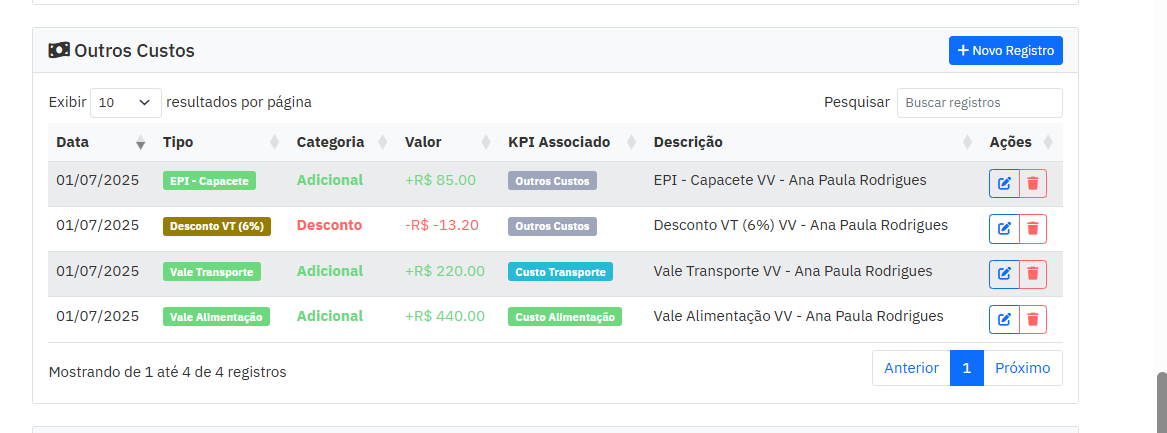 Outros Custos
+ Novo Registro
Exibir 10 resultados por página
Pesquisar Buscar registros
Data Tipo Categoria Valor KPI Associado Descrição Ações
01/07/2025 EPI - Capacete Adicional +R$ 85.00 Outros Custos EPI - Capacete VV - Ana Paula Rodrigues
01/07/2025 Desconto VT (6%) Desconto -R$ -13.20 Outros Custos Desconto VT (6%) VV - Ana Paula Rodrigues
01/07/2025 Vale Transporte Adicional +R$ 220.00 Custo Transporte Vale Transporte VV - Ana Paula Rodrigues
01/07/2025 Vale Alimentação Adicional +R$ 440.00 Custo Alimentação Vale Alimentação VV - Ana Paula Rodrigues
Mostrando de 1 até 4 de 4 registros
Anterior 1 Próximo